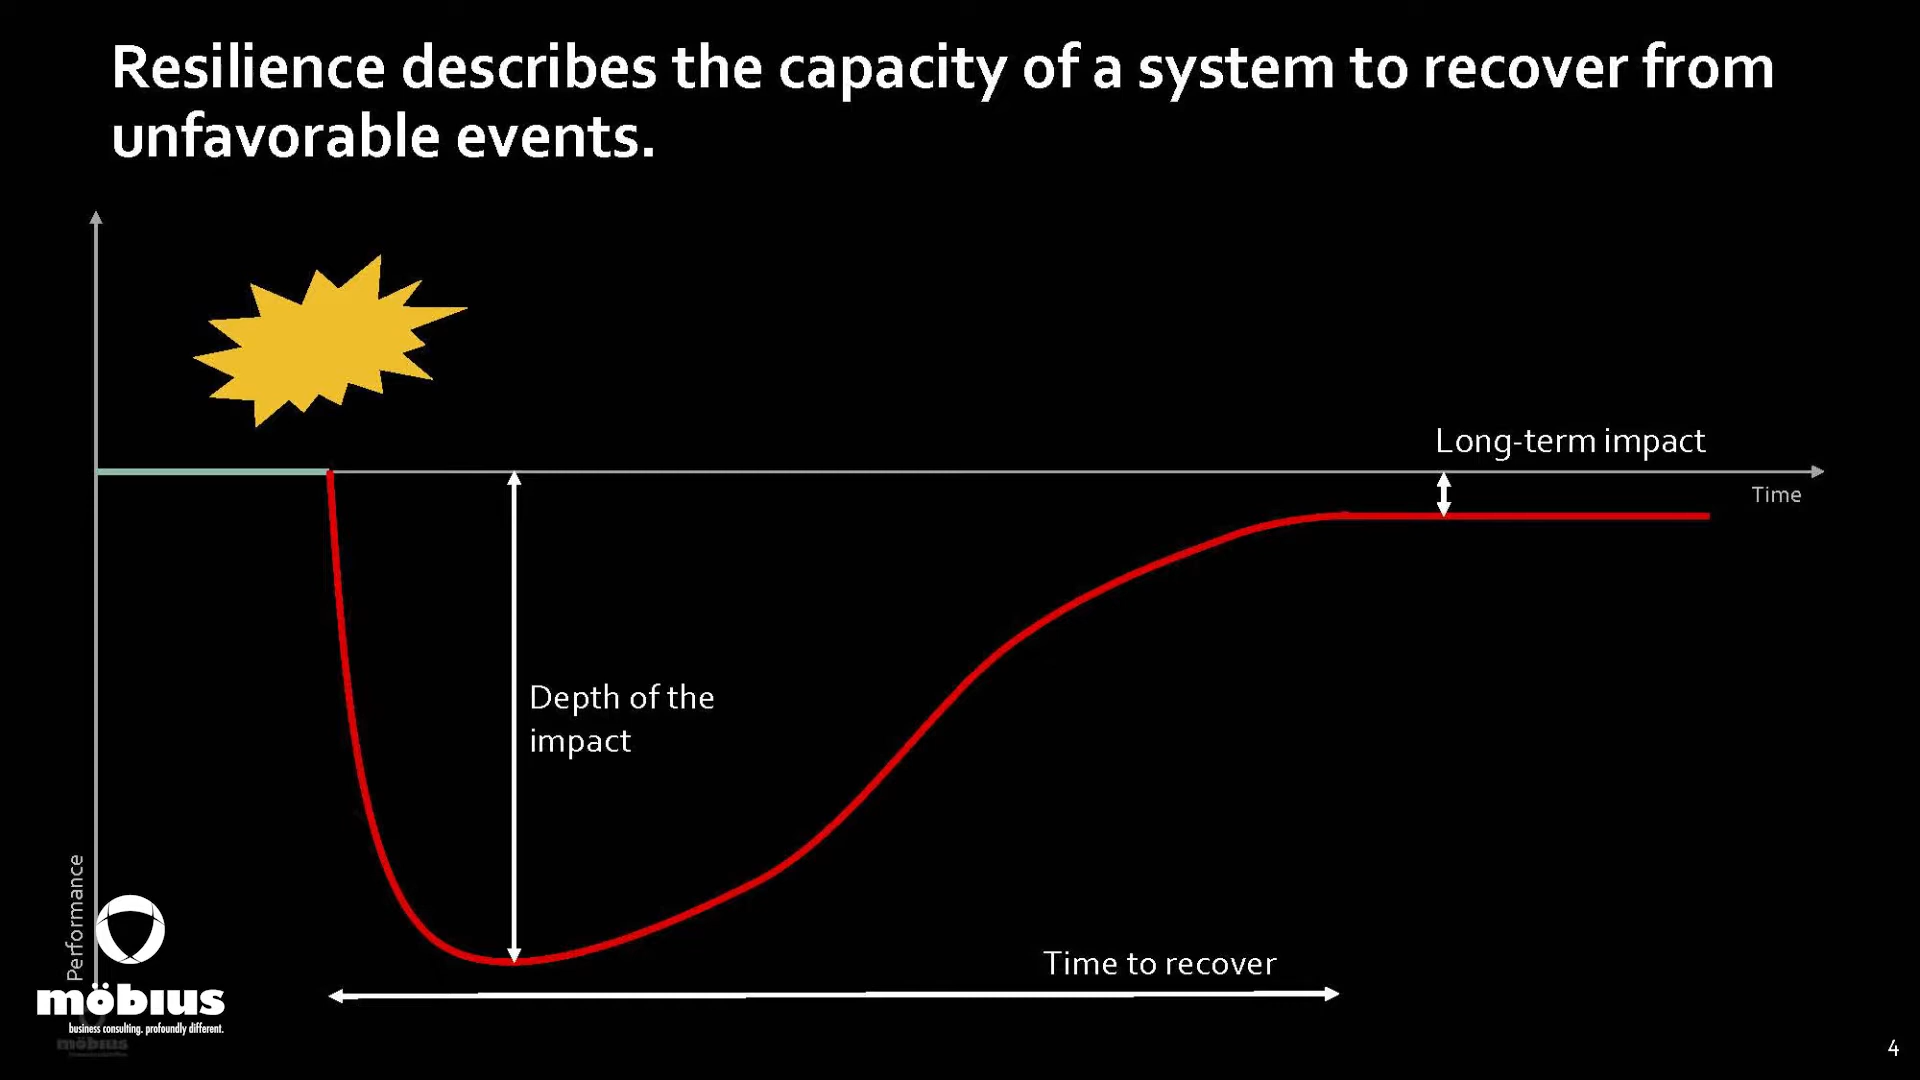 Resilience describes the capacity of a system to recover from
unfavorable events.
Long-term impact
Time
Depth of the
impact
Performance
Time to recover
möbius
business consulting. profoundly different.
möbius
4